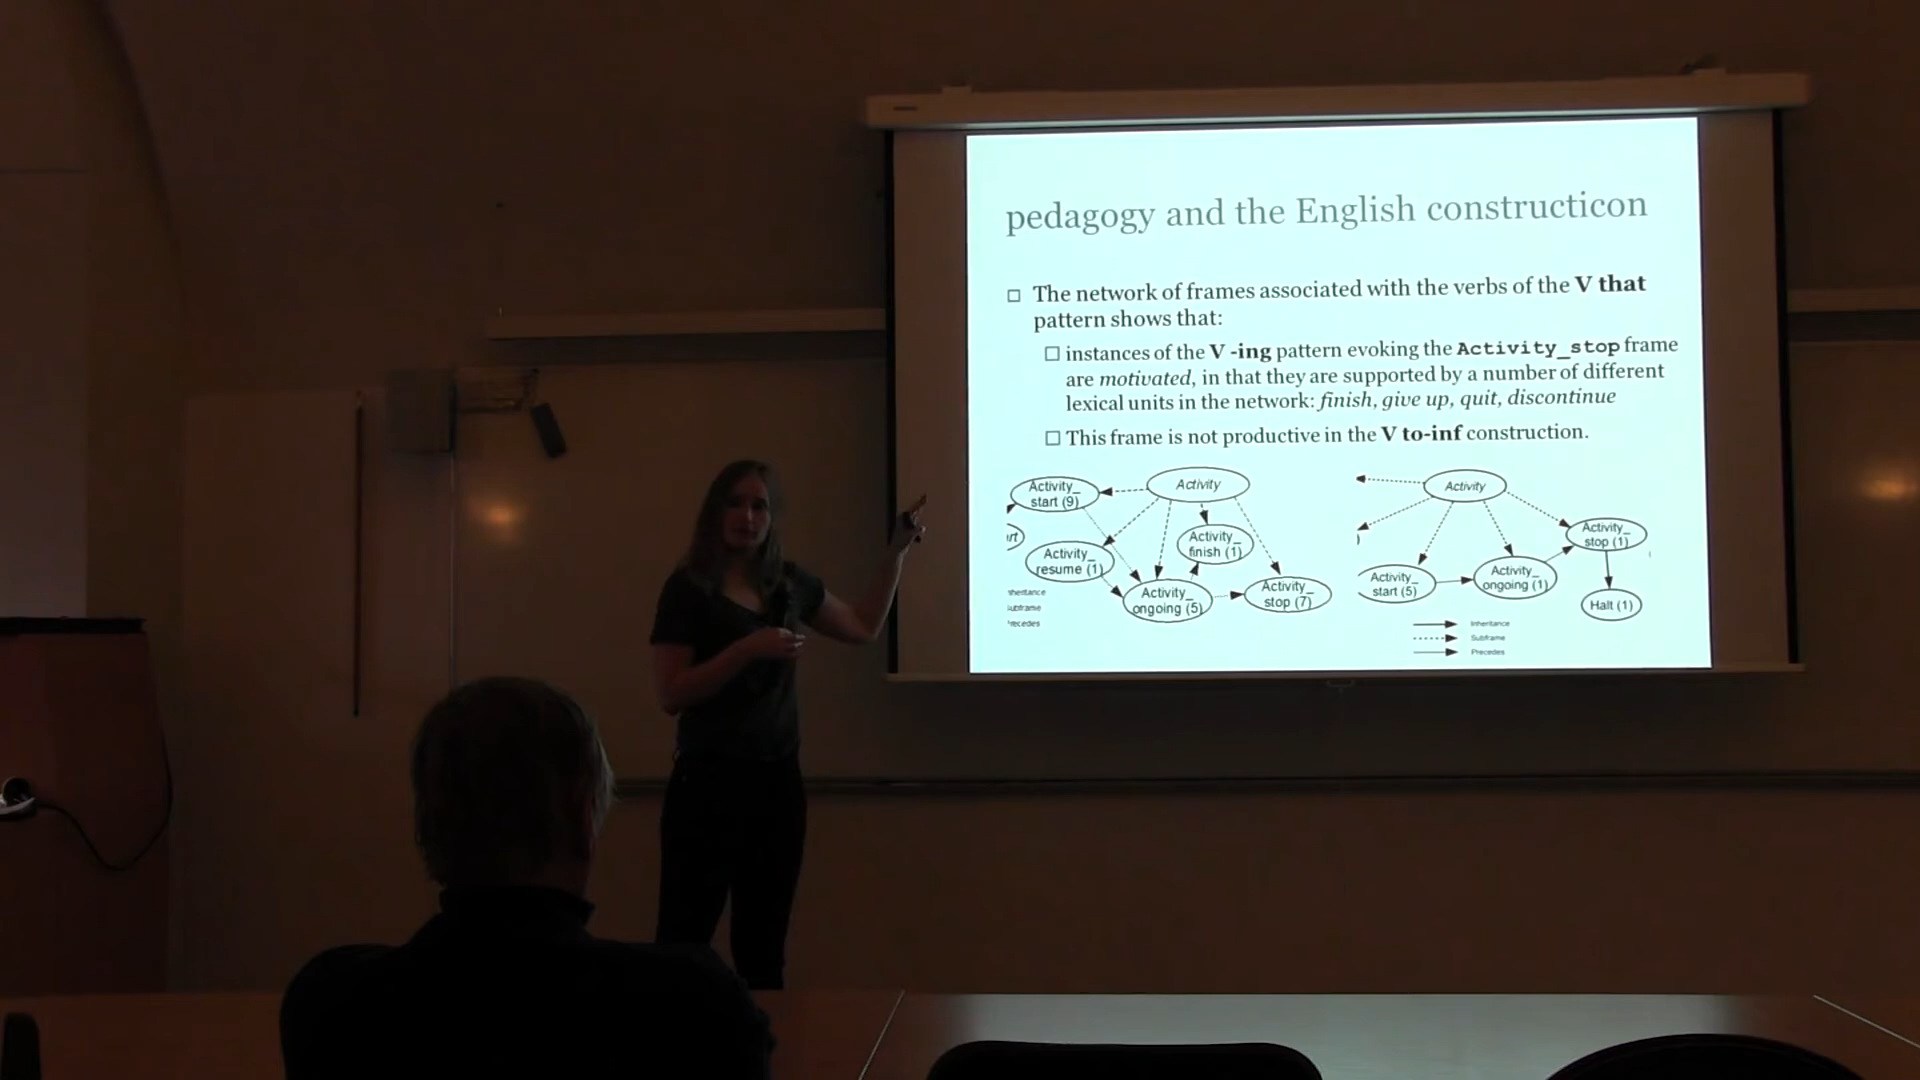 pedagogy and the English constructicon
The network of frames associated with the verbs of the V that
pattern shows that:
instances of the V -ing pattern evoking the Activity_stop frame
are motivated, in that they are supported by a number of different
lexical units in the network: finish, give up, quit, discontinue
This frame is not productive in the V to-inf construction.
Activity_
start (9)
Activity
Activity_
finish (1)
Activity_
resume (1)
Activity_
ongoing (5)
Activity_
stop (7)
Activity
Activity_
stop (1)
Activity_
start (5)
Activity_
ongoing (1)
Halt (1)
Inheritance
Subframe
Precedes